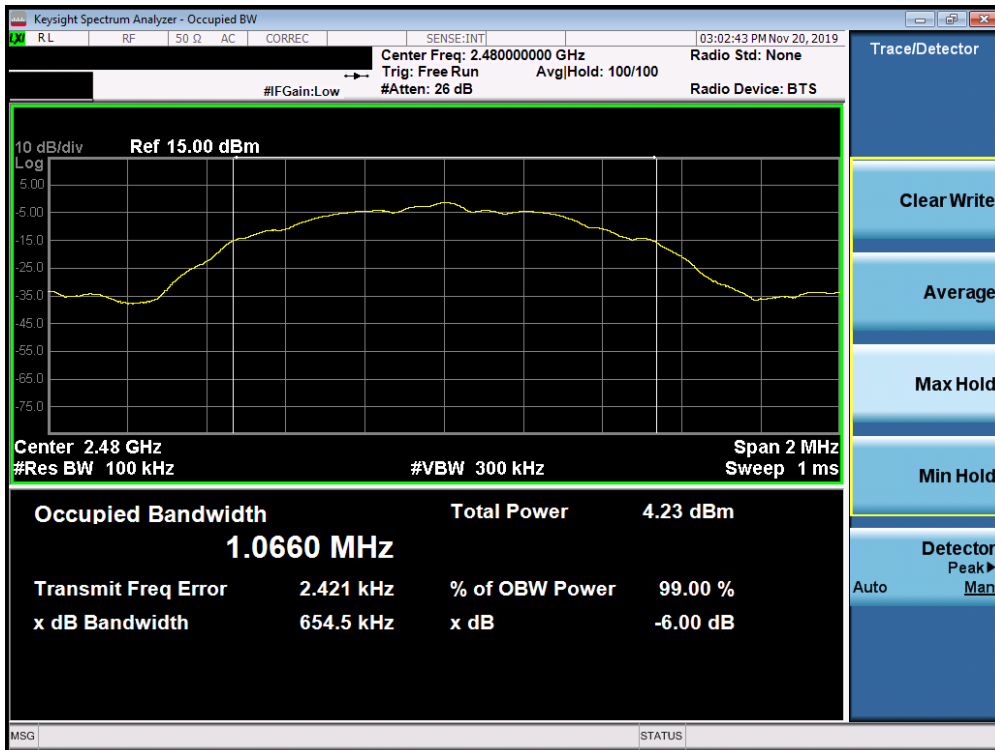 Keysight Spectrum Analyzer - Occupied BW
LXI RL RF 50 Ω AC CORREC SENSE:INT 03:02:43 PM Nov 20, 2019
Center Freq: 2.480000000 GHz Radio Std: None
Trig: Free Run Avg|Hold: 100/100
#IFGain:Low #Atten: 26 dB Radio Device: BTS
10 dB/div Ref 15.00 dBm
Log
5.00
-5.00
-15.0
-25.0
-35.0
-45.0
-55.0
-65.0
-75.0
Center 2.48 GHz Span 2 MHz
#Res BW 100 kHz #VBW 300 kHz Sweep 1 ms
Occupied Bandwidth Total Power 4.23 dBm
1.0660 MHz
Transmit Freq Error 2.421 kHz % of OBW Power 99.00 %
x dB Bandwidth 654.5 kHz x dB -6.00 dB
MSG STATUS
Trace/Detector
Clear Write
Average
Max Hold
Min Hold
Detector
Peak▶
Auto Man